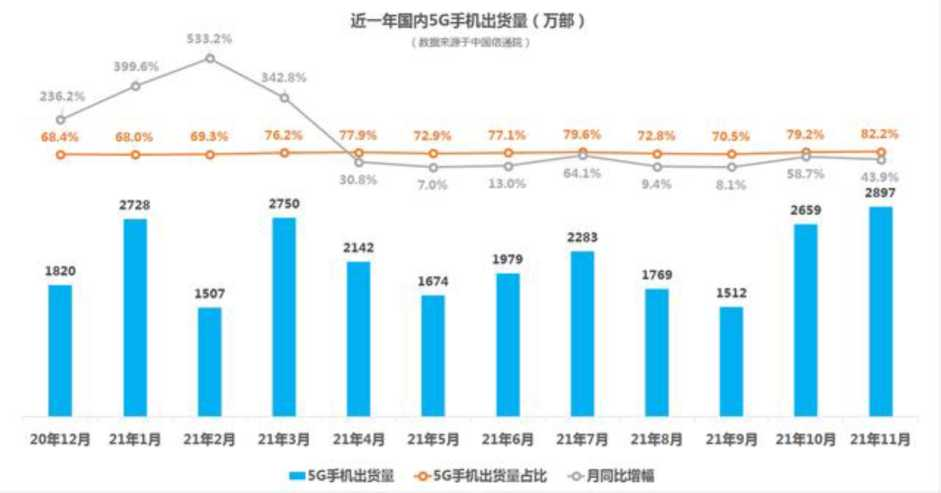 近一年国内5G手机出货量（万部）
（数据来源于中国信通院）
236.2% 399.6% 533.2% 342.8% 30.8% 7.0% 13.0% 64.1% 9.4% 8.1% 58.7% 43.9%
68.4% 68.0% 69.3% 76.2% 77.9% 72.9% 77.1% 79.6% 72.8% 70.5% 79.2% 82.2%
1820 2728 1507 2750 2142 1674 1979 2283 1769 1512 2659 2897
20年12月 21年1月 21年2月 21年3月 21年4月 21年5月 21年6月 21年7月 21年8月 21年9月 21年10月 21年11月
5G手机出货量 5G手机出货量占比 月同比增幅